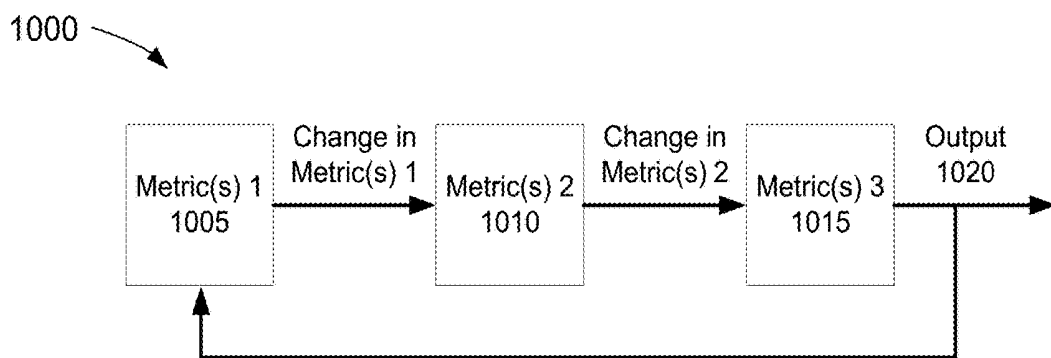 1000
Metric(s) 1
1005
Change in
Metric(s) 1
Metric(s) 2
1010
Change in
Metric(s) 2
Metric(s) 3
1015
Output
1020